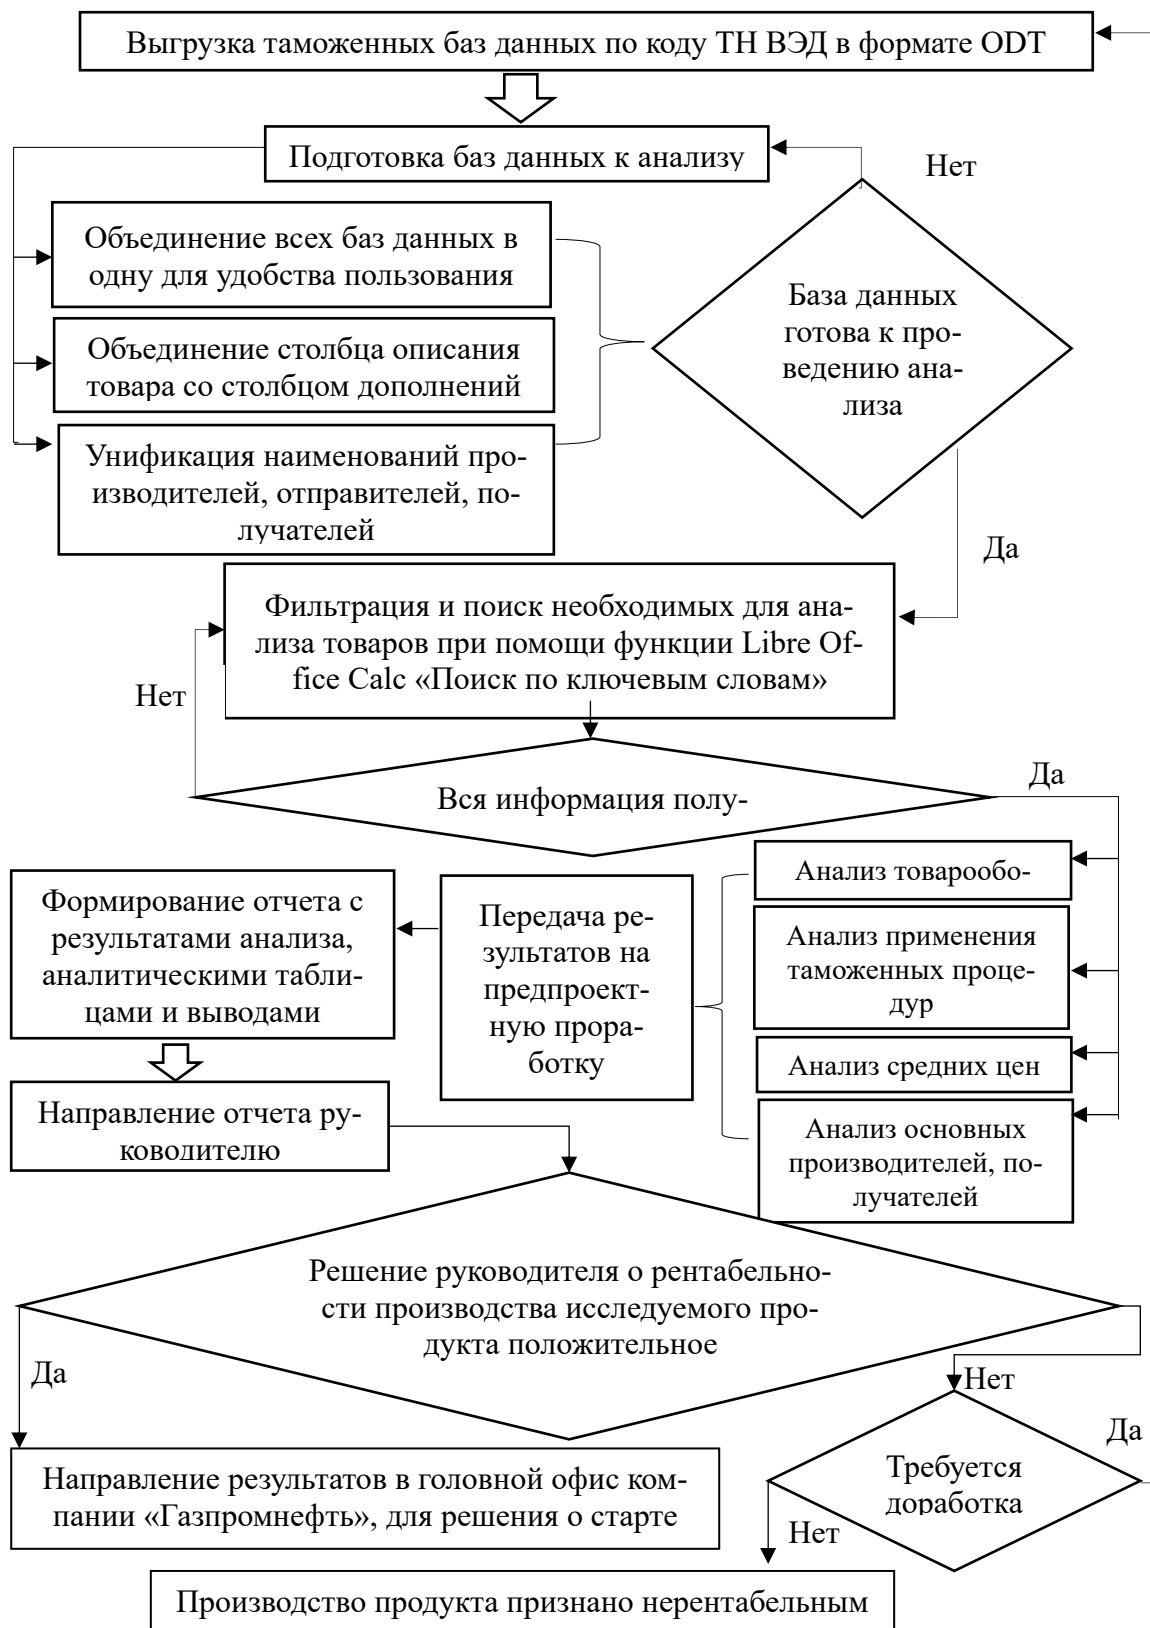 Выгрузка таможенных баз данных по коду ТН ВЭД в формате ODT
Подготовка баз данных к анализу
Нет
Объединение всех баз данных в
одну для удобства пользования
База данных
готова к про-
ведению ана-
лиза
Объединение столбца описания
товара со столбцом дополнений
Унификация наименований про-
изводителей, отправителей, по-
лучателей
Да
Фильтрация и поиск необходимых для ана-
лиза товаров при помощи функции Libre Of-
fice Calc «Поиск по ключевым словам»
Нет
Вся информация полу-
Да
Анализ товарообо-
Анализ применения
таможенных проце-
дур
Анализ средних цен
Анализ основных
производителей, по-
лучателей
Передача ре-
зультатов на
предпроект-
ную прора-
ботку
Формирование отчета с
результатами анализа,
аналитическими табли-
цами и выводами
Направление отчета ру-
ководителю
Решение руководителя о рентабельно-
сти производства исследуемого про-
дукта положительное
Да
Нет
Да
Требуется
доработка
Направление результатов в головной офис ком-
пании «Газпромнефть», для решения о старте
Нет
Производство продукта признано нерентабельным